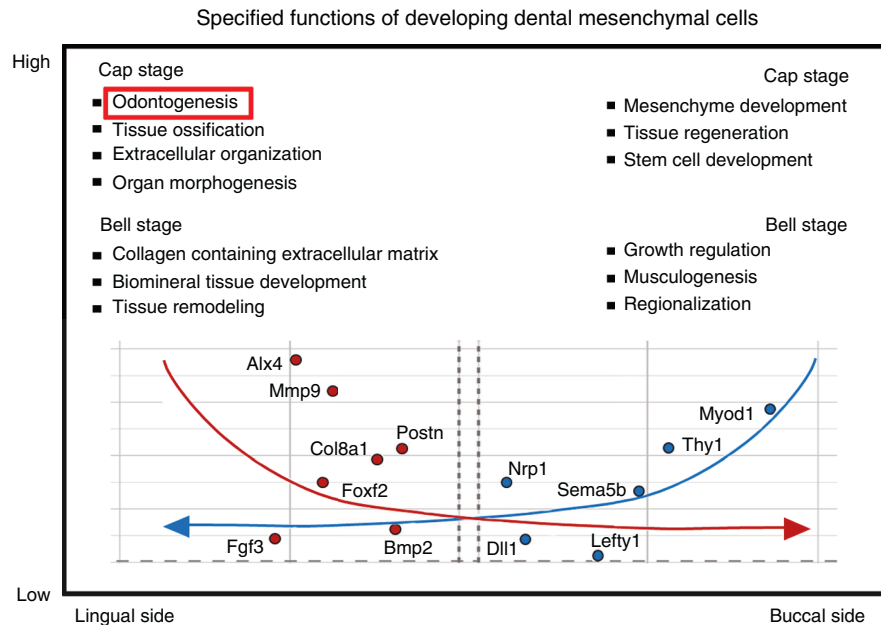 Specified functions of developing dental mesenchymal cells
High
Cap stage
Odontogenesis
Tissue ossification
Extracellular organization
Organ morphogenesis
Cap stage
Mesenchyme development
Tissue regeneration
Stem cell development
Bell stage
Collagen containing extracellular matrix
Biomineral tissue development
Tissue remodeling
Bell stage
Growth regulation
Musculogenesis
Regionalization
Alx4
Mmp9
Postn
Col8a1
Foxf2
Fgf3
Bmp2
Myod1
Thy1
Nrp1
Sema5b
Dll1
Lefty1
Low
Lingual side
Buccal side